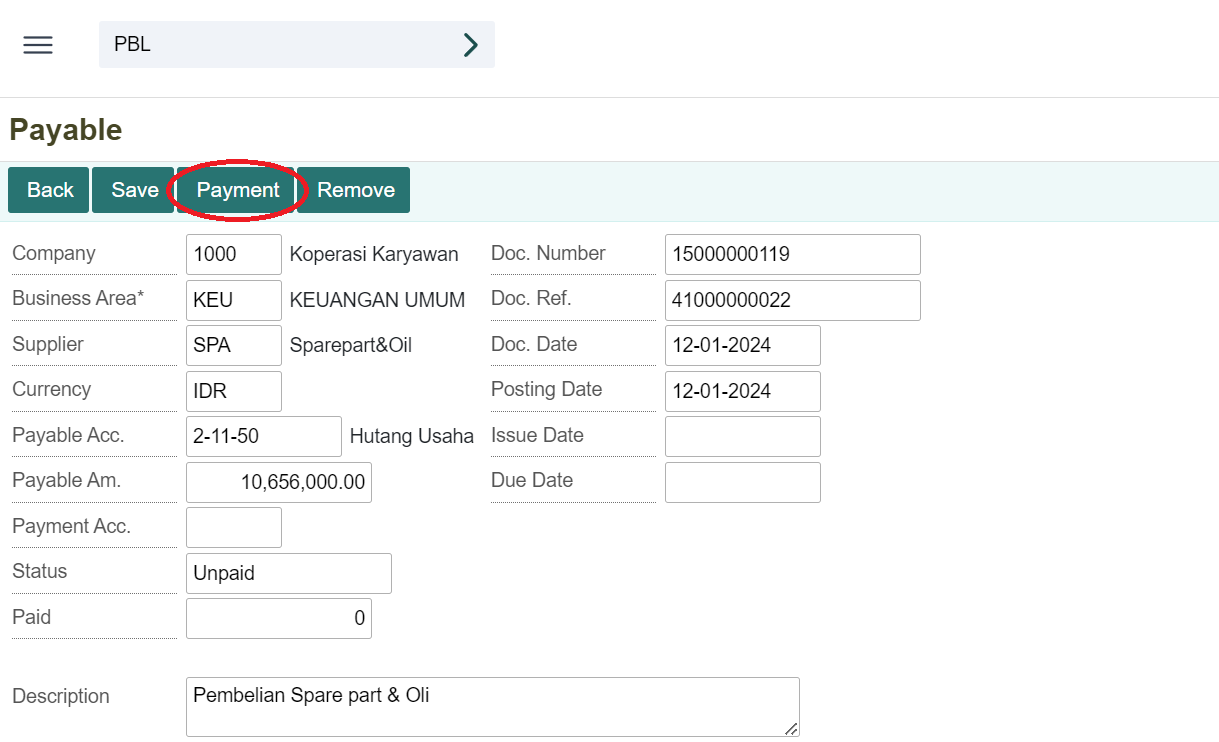 PBL
Payable
Back Save Payment Remove
Company 1000 Koperasi Karyawan Doc. Number 15000000119
Business Area* KEU KEUANGAN UMUM Doc. Ref. 41000000022
Supplier SPA Sparepart&Oil Doc. Date 12-01-2024
Currency IDR Posting Date 12-01-2024
Payable Acc. 2-11-50 Hutang Usaha Issue Date
Payable Am. 10,656,000.00 Due Date
Payment Acc.
Status Unpaid
Paid 0
Description Pembelian Spare part & Oli